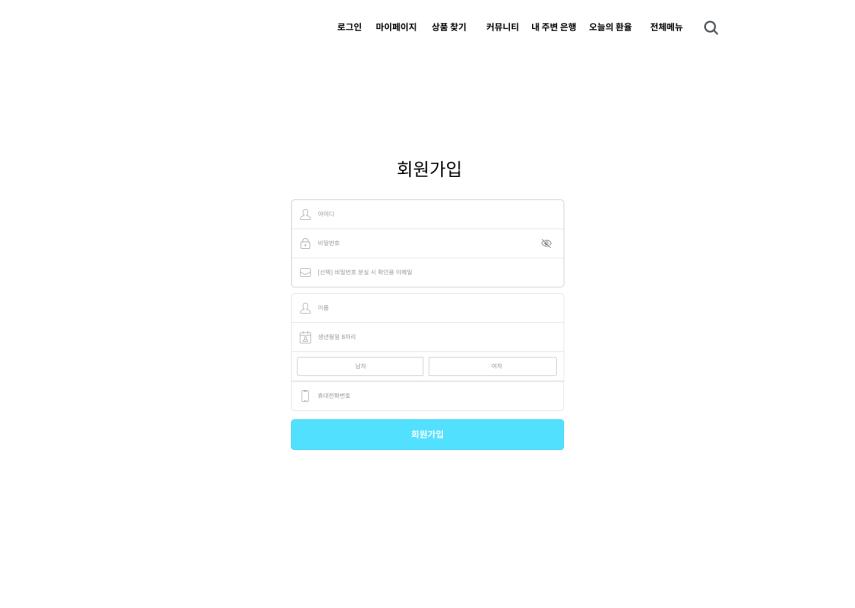 로그인 마이페이지 상품 찾기 커뮤니티 내 주변 은행 오늘의 환율 전체메뉴
회원가입
아이디
비밀번호
[선택] 비밀번호 분실 시 확인용 이메일
이름
생년월일 8자리
남자 여자
휴대전화번호
회원가입